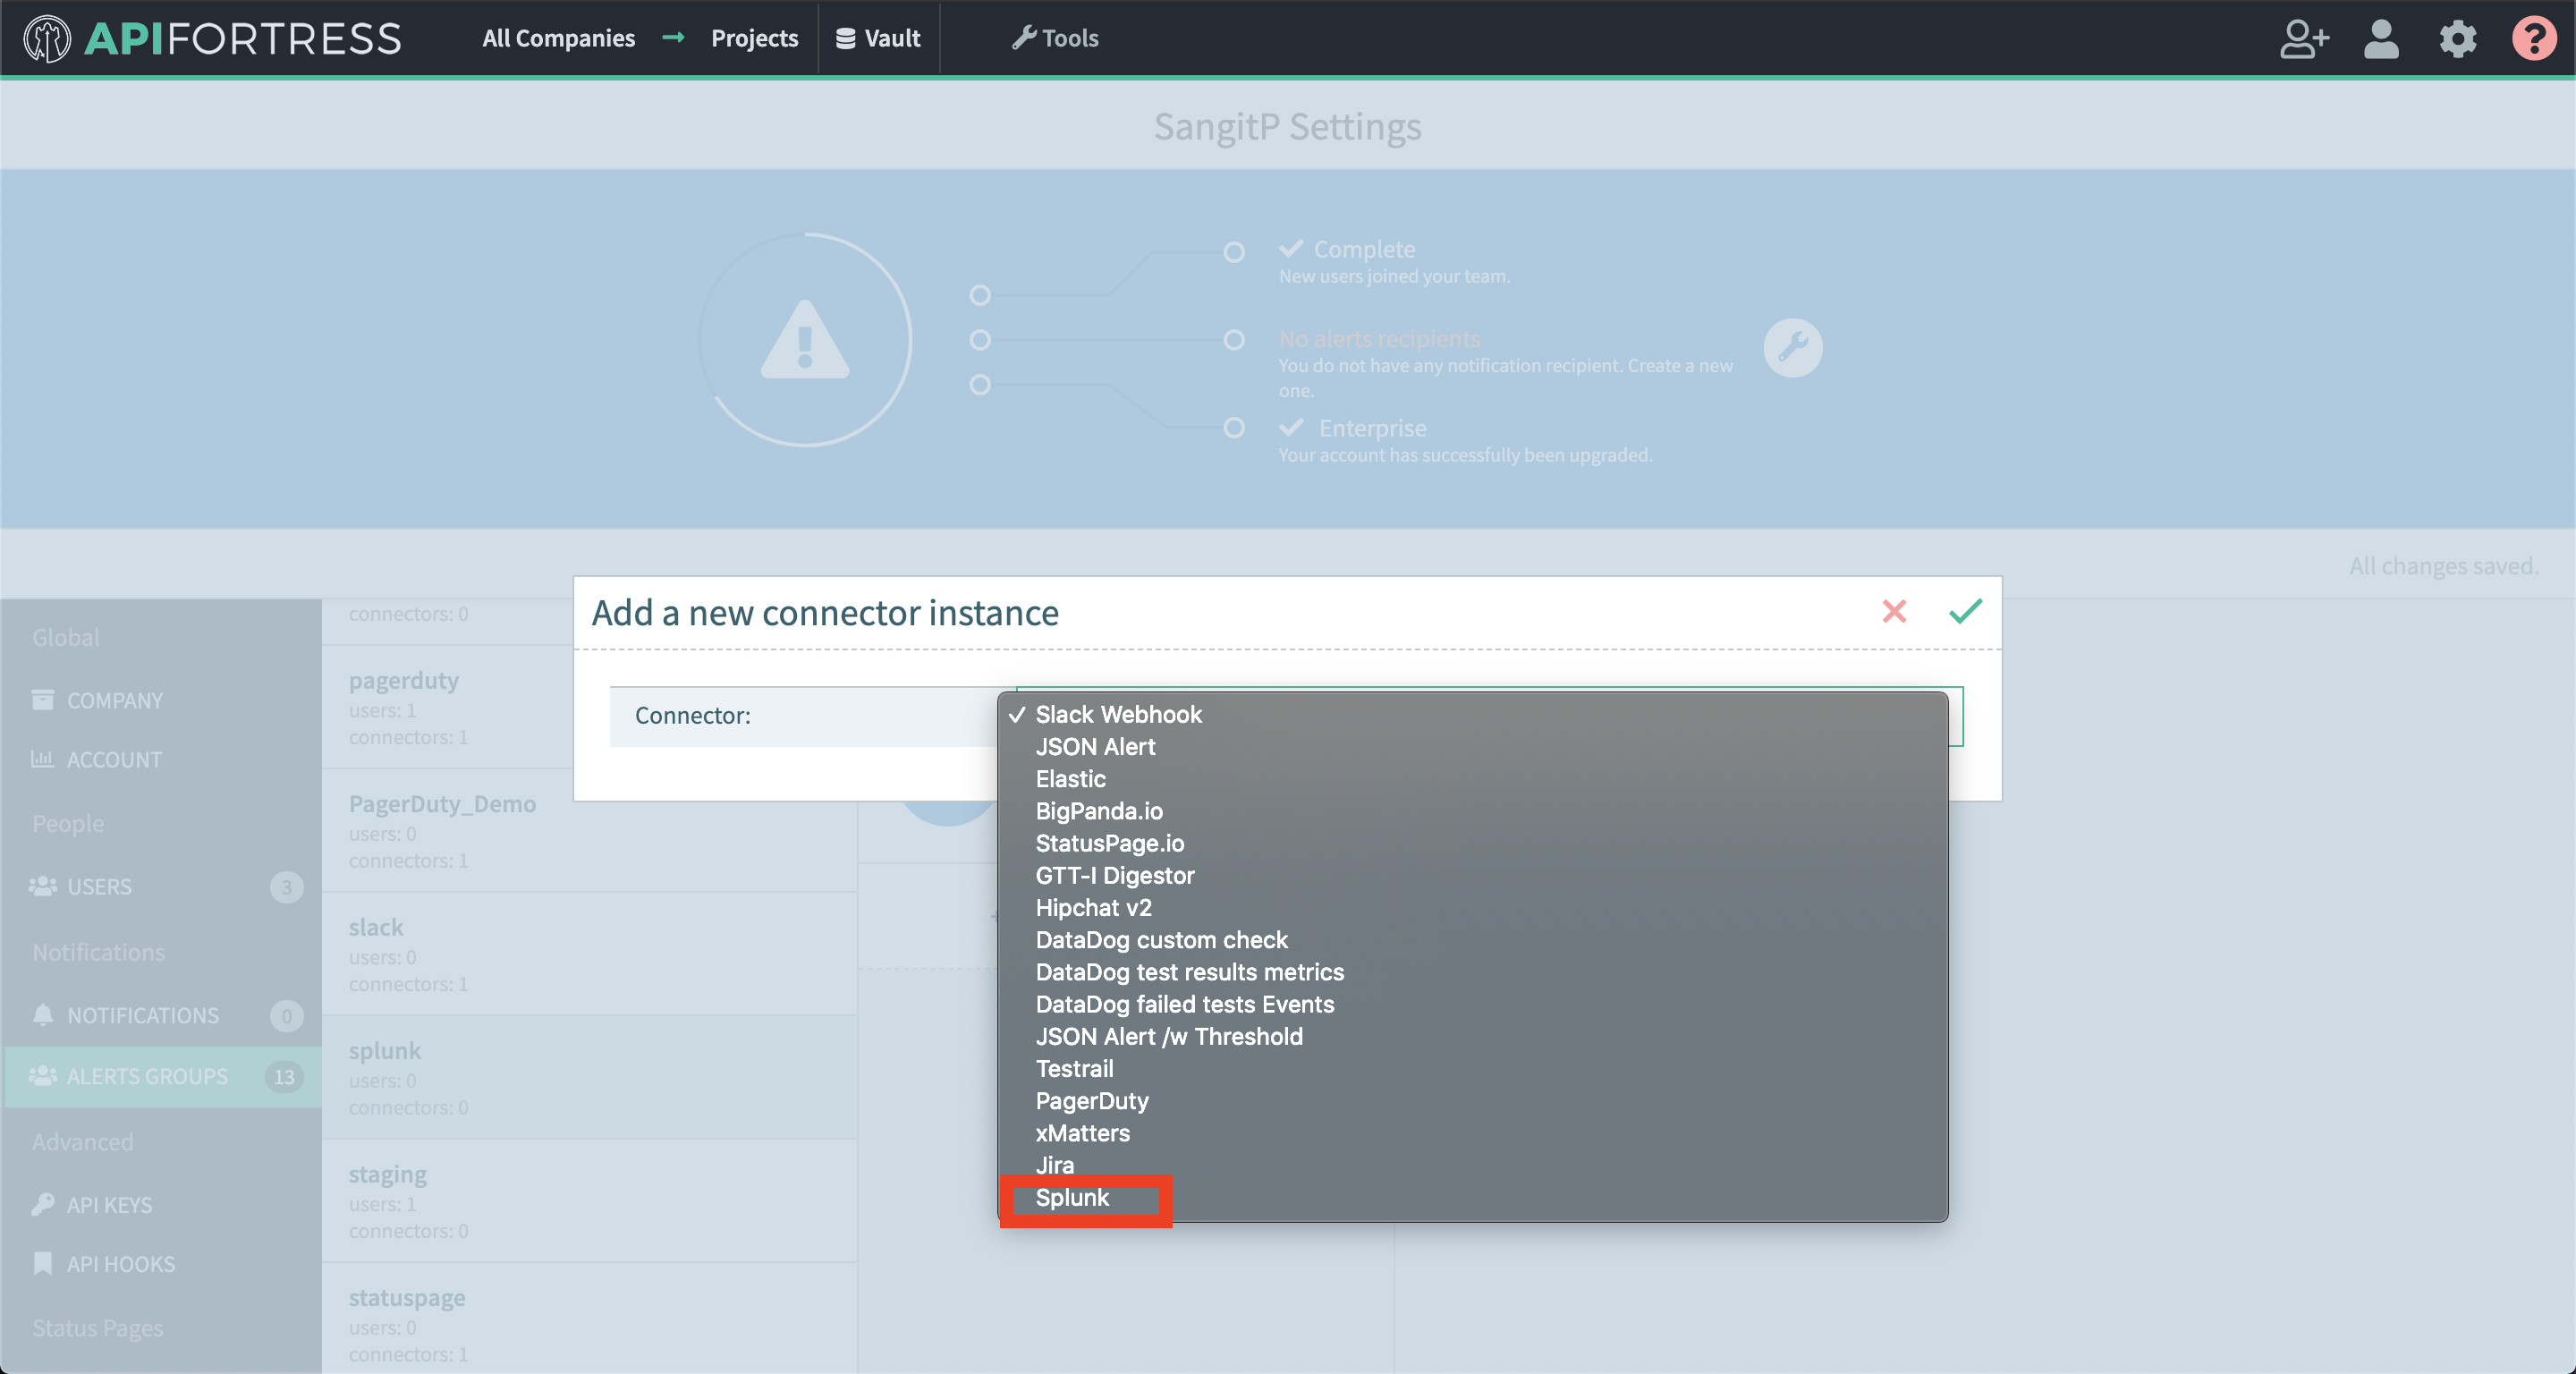 APIFORTRESS
All Companies → Projects
Vault
Tools
SangitP Settings
Complete
New users joined your team.
No alerts recipients
You do not have any notification recipient. Create a new
one.
Enterprise
Your account has successfully been upgraded.
All changes saved.
Add a new connector instance
Connector:
Slack Webhook
JSON Alert
Elastic
BigPanda.io
StatusPage.io
GTT-I Digestor
Hipchat v2
DataDog custom check
DataDog test results metrics
DataDog failed tests Events
JSON Alert /w Threshold
Testrail
PagerDuty
xMatters
Jira
Splunk
Global
COMPANY
ACCOUNT
People
USERS 3
Notifications
NOTIFICATIONS 0
ALERTS GROUPS 13
Advanced
API KEYS
API HOOKS
Status Pages
connectors: 0
pagerduty
users: 1
connectors: 1
PagerDuty_Demo
users: 0
connectors: 1
slack
users: 0
connectors: 1
splunk
users: 0
connectors: 0
staging
users: 1
connectors: 0
statuspage
users: 0
connectors: 1